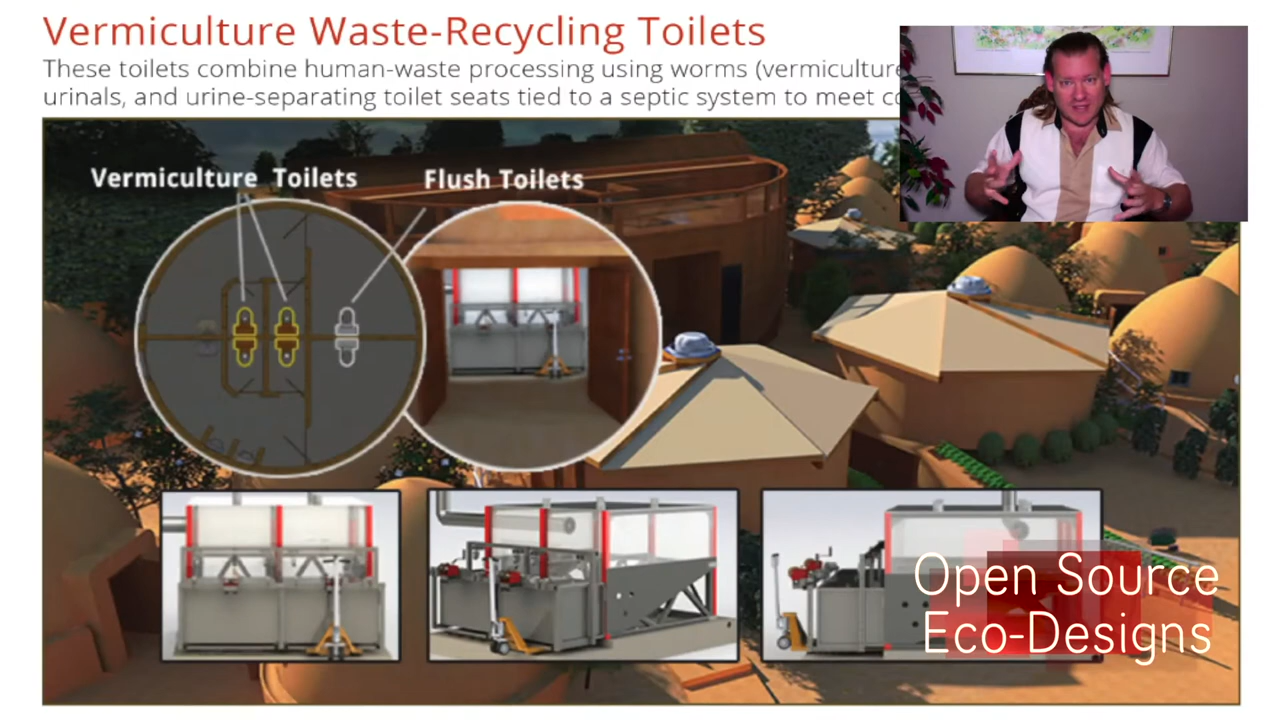 Vermiculture Waste-Recycling Toilets
These toilets combine human-waste processing using worms (vermiculture
urinals, and urine-separating toilet seats tied to a septic system to meet
Vermiculture Toilets
Flush Toilets
Open Source
Eco-Designs